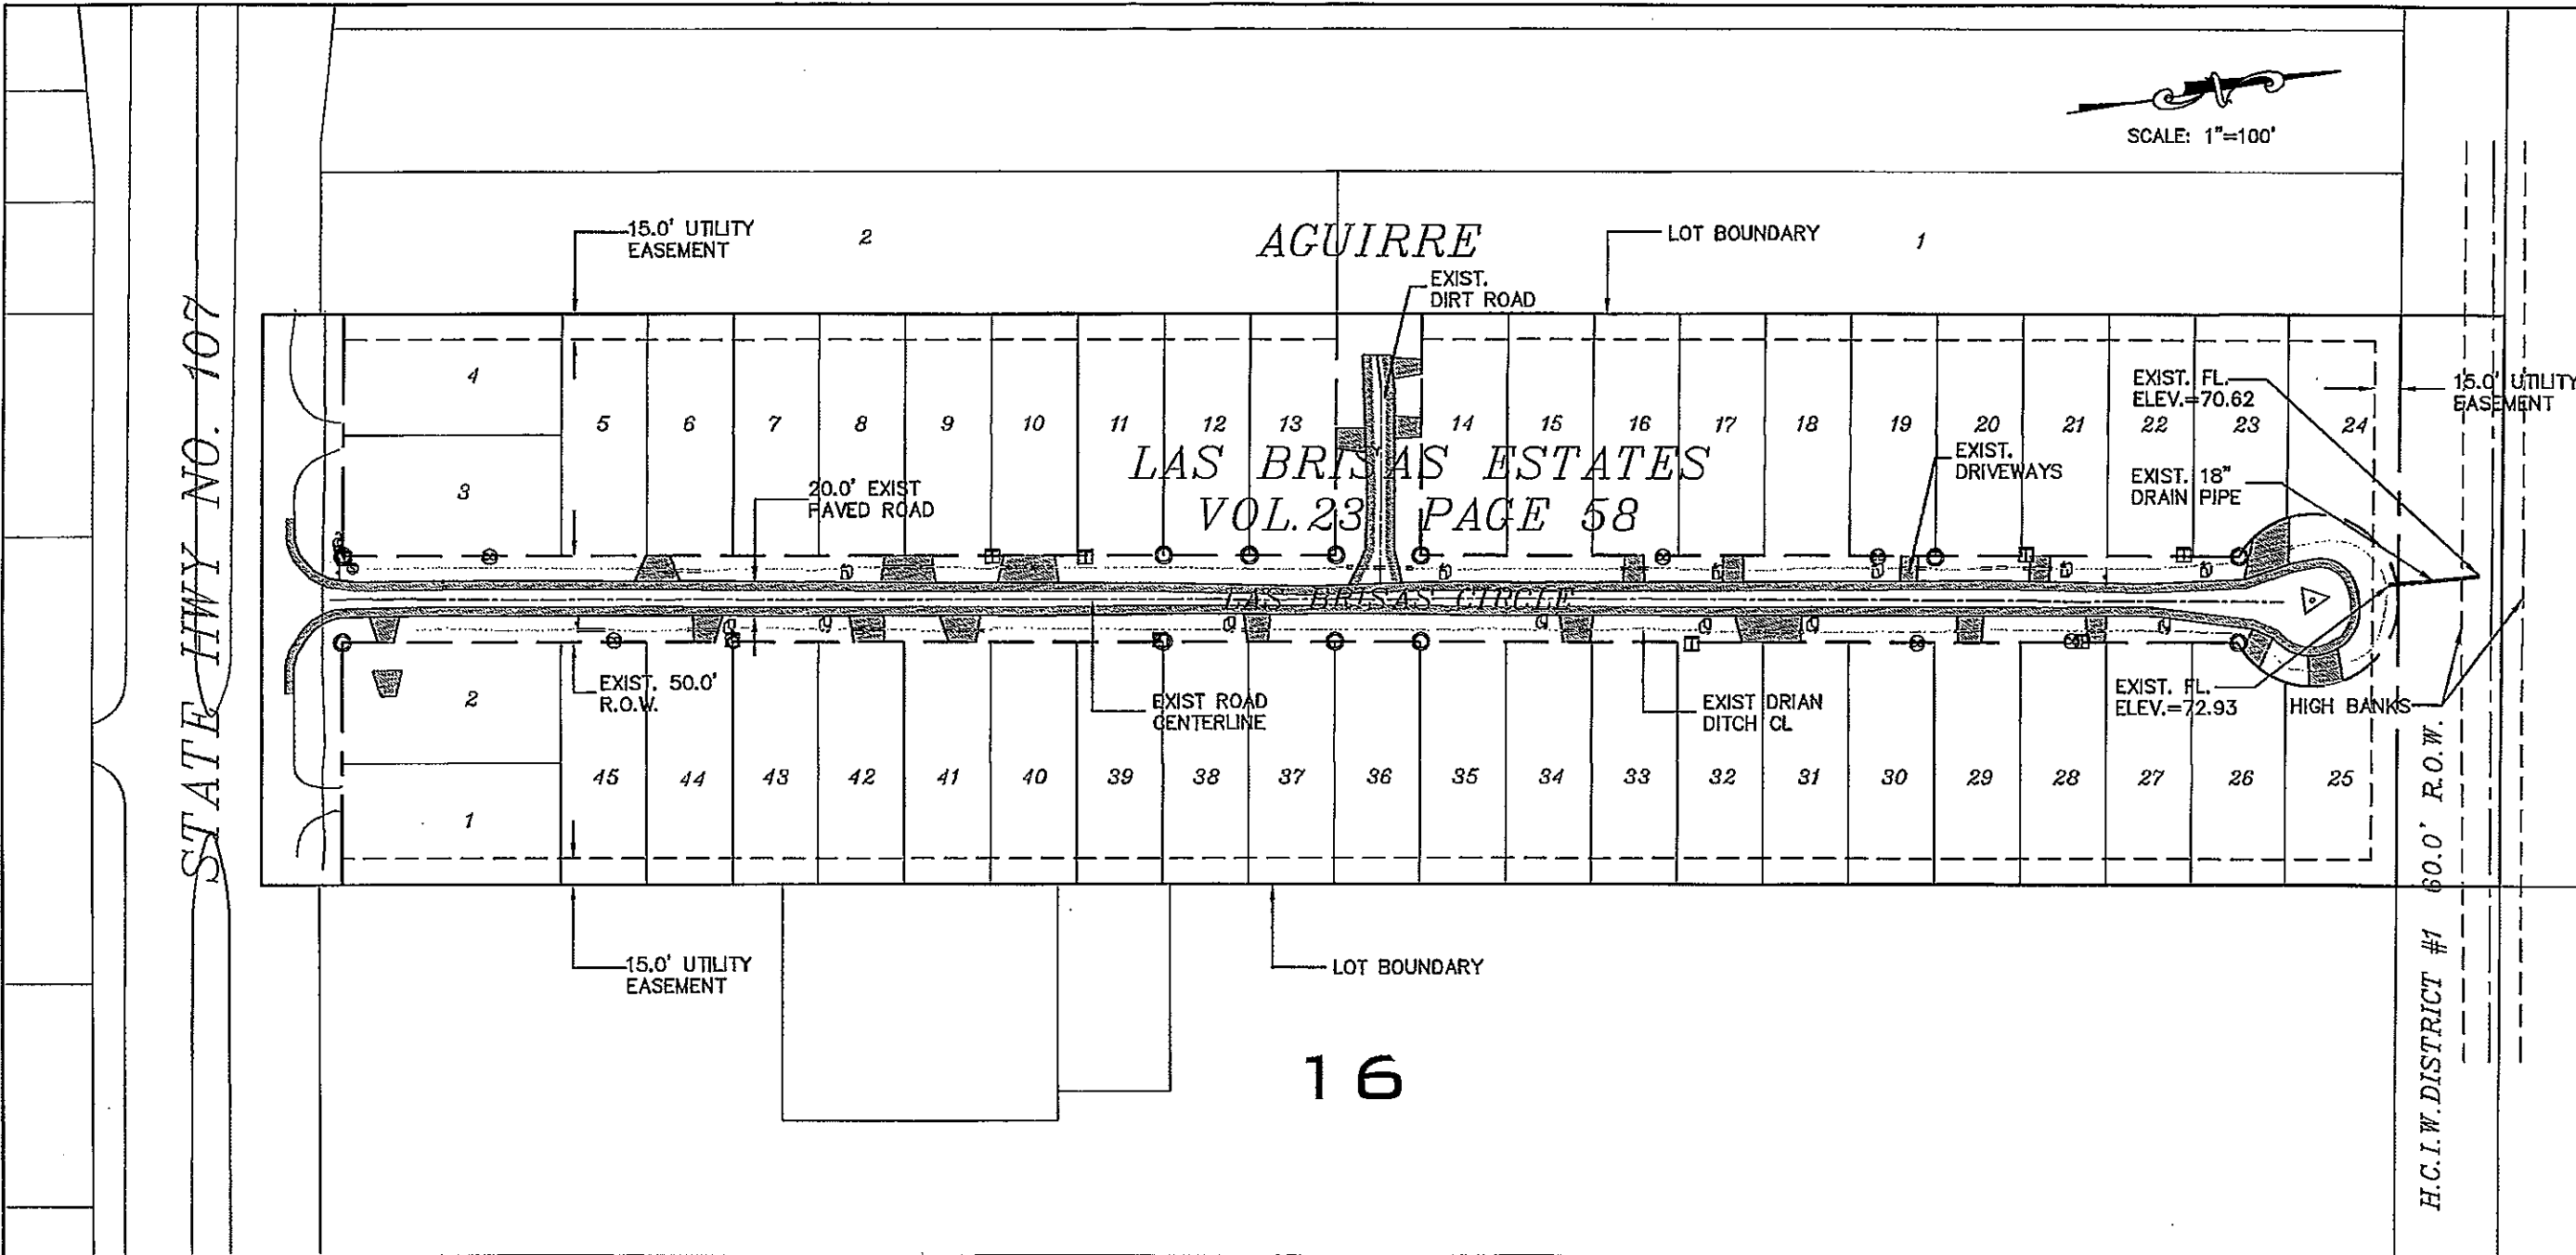 SCALE: 1"=100'
15.0' UTILITY
EASEMENT
2
AGUIRRE
LOT BOUNDARY
1
EXIST.
DIRT ROAD
STATE HWY NO. 107
4
3
5
6
7
8
9
10
11
12
13
14
15
16
17
18
19
20
21
22
23
24
EXIST. FL.
ELEV.=70.62
15.0' UTILITY
EASEMENT
LAS BRISAS ESTATES
VOL.23 PAGE 58
EXIST.
DRIVEWAYS
EXIST. 18"
DRAIN PIPE
20.0' EXIST
PAVED ROAD
LAS BRISAS CIRCLE
EXIST. 50.0'
R.O.W.
EXIST ROAD
CENTERLINE
EXIST DRIAN
DITCH CL
EXIST. FL.
ELEV.=72.93
HIGH BANKS
2
1
45
44
43
42
41
40
39
38
37
36
35
34
33
32
31
30
29
28
27
26
25
15.0' UTILITY
EASEMENT
LOT BOUNDARY
16
H.C.I.W.DISTRICT #1 60.0' R.O.W.